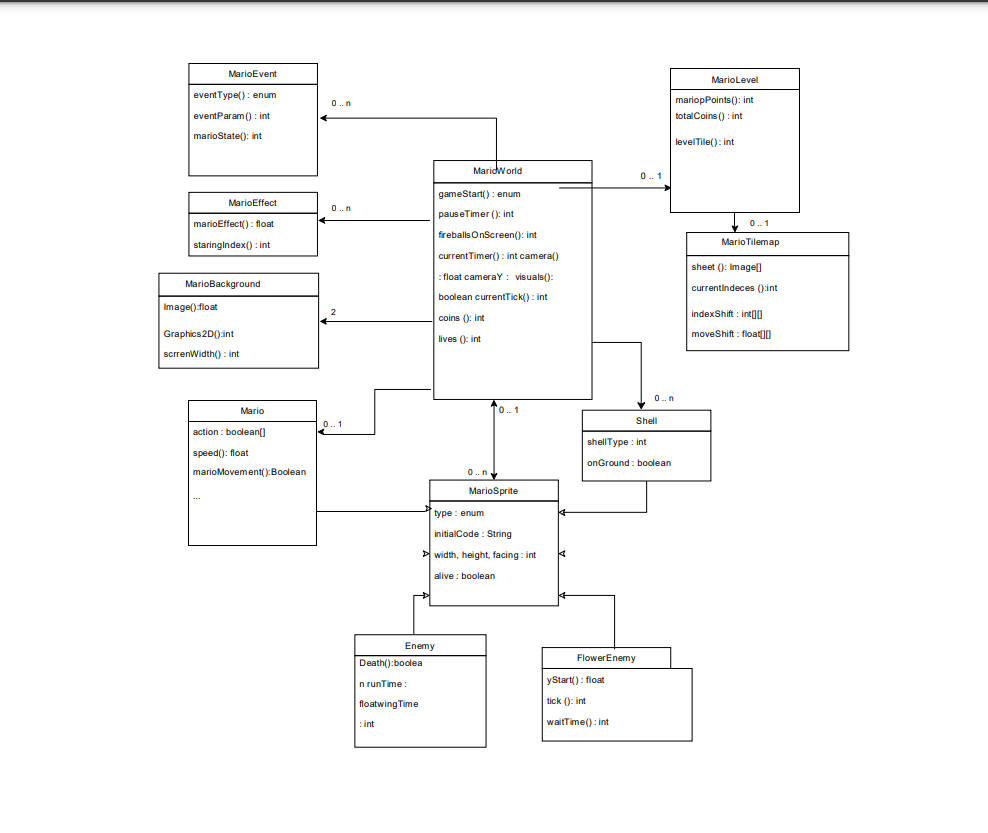 MarioEvent
eventType() : enum
eventParam() : int
marioState(): int
0 .. n
MarioLevel
mariopPoints(): int
totalCoins() : int
levelTile() : int
MarioWorld
gameStart() : enum
pauseTimer (): int
fireballsOnScreen(): int
currentTimer() : int camera()
: float cameraY : visuals():
boolean currentTick() : int
coins (): int
lives (): int
0 .. 1
MarioEffect
marioEffect() : float
staringIndex() : int
0 .. n
0 .. 1
MarioTilemap
sheet (): Image[]
currentIndeces ():int
indexShift : int[][]
moveShift : float[][]
MarioBackground
Image():float
Graphics2D():int
scrrenWidth() : int
2
Mario
action : boolean[]
speed(): float
marioMovement():Boolean
...
0 .. 1
0 .. 1
0 .. n
0 .. n
Shell
shellType : int
onGround : boolean
MarioSprite
type : enum
initialCode : String
width, height, facing : int
alive : boolean
Enemy
Death():boolea
n runTime :
floatwingTime
: int
FlowerEnemy
yStart() : float
tick (): int
waitTime() : int